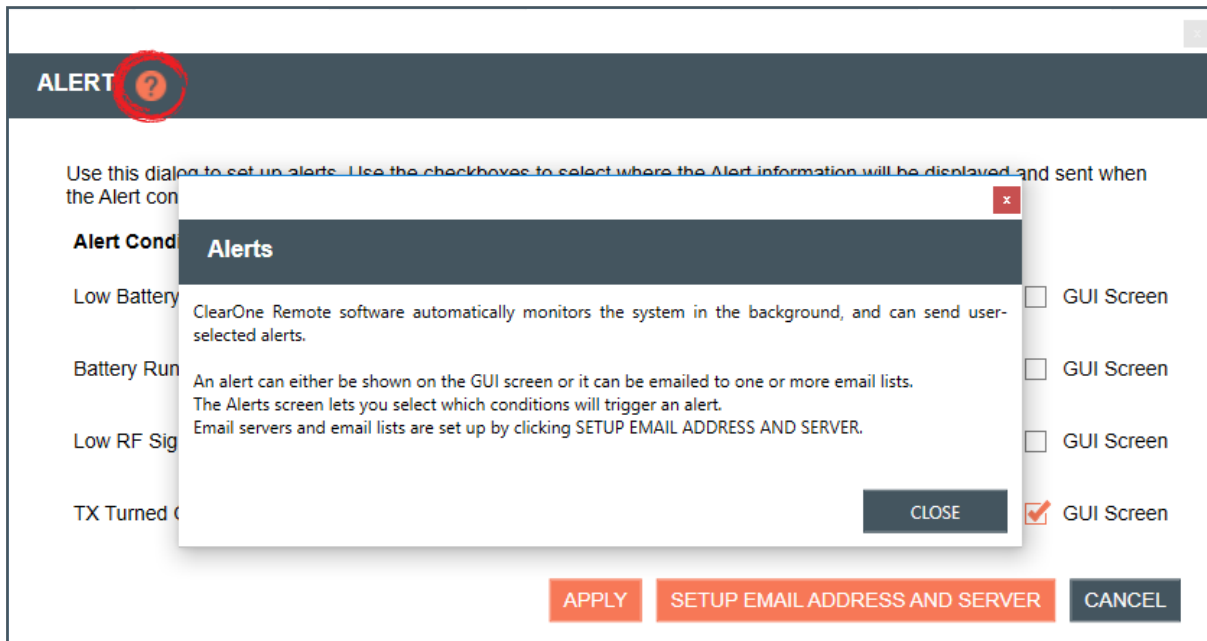 x
ALERT ?
Use this dialog to set up alerts. Use the checkboxes to select where the Alert information will be displayed and sent when
the Alert con
x
Alert Condi
Alerts
Low Battery
GUI Screen
ClearOne Remote software automatically monitors the system in the background, and can send user-
selected alerts.
Battery Run
GUI Screen
An alert can either be shown on the GUI screen or it can be emailed to one or more email lists.
The Alerts screen lets you select which conditions will trigger an alert.
Email servers and email lists are set up by clicking SETUP EMAIL ADDRESS AND SERVER.
Low RF Sig
GUI Screen
TX Turned
CLOSE
GUI Screen
APPLY SETUP EMAIL ADDRESS AND SERVER CANCEL